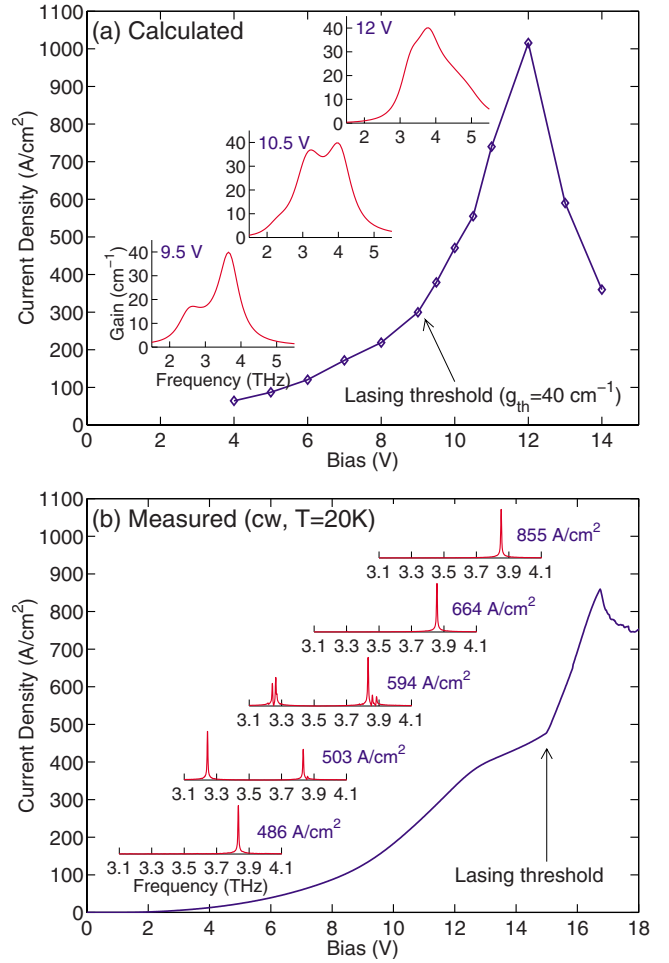 (a) Calculated
Current Density (A/cm²)
1100
1000
900
800
700
600
500
400
300
200
100
0
12 V
40
30
20
10
0
2 3 4 5
10.5 V
40
30
20
10
0
2 3 4 5
9.5 V
Gain (cm⁻¹)
40
30
20
10
0
2 3 4 5
Frequency (THz)
Lasing threshold (g_th=40 cm⁻¹)
0 2 4 6 8 10 12 14
Bias (V)
(b) Measured (cw, T=20K)
Current Density (A/cm²)
1100
1000
900
800
700
600
500
400
300
200
100
0
855 A/cm²
3.1 3.3 3.5 3.7 3.9 4.1
664 A/cm²
3.1 3.3 3.5 3.7 3.9 4.1
594 A/cm²
3.1 3.3 3.5 3.7 3.9 4.1
503 A/cm²
3.1 3.3 3.5 3.7 3.9 4.1
486 A/cm²
3.1 3.3 3.5 3.7 3.9 4.1
Frequency (THz)
Lasing threshold
0 2 4 6 8 10 12 14 16 18
Bias (V)